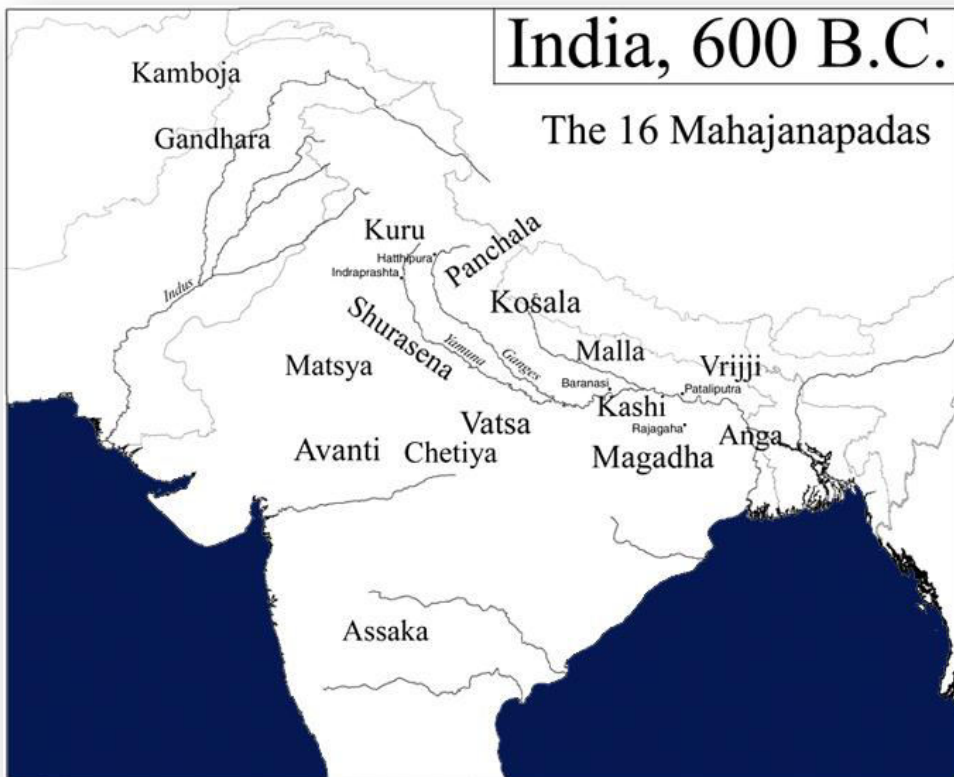 India, 600 B.C.
The 16 Mahajanapadas
Kamboja
Gandhara
Kuru
Panchala
Hatthipura
Indraprashta
Indus
Kosala
Shurasena
Yamuna
Ganges
Malla
Matsya
Vrijji
Baranasi
Pataliputra
Kashi
Vatsa
Rajagaha
Anga
Avanti
Chetiya
Magadha
Assaka